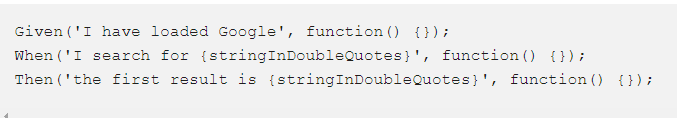 Given('I have loaded Google', function() {});
When('I search for {stringInDoubleQuotes}', function() {});
Then('the first result is {stringInDoubleQuotes}', function() {});